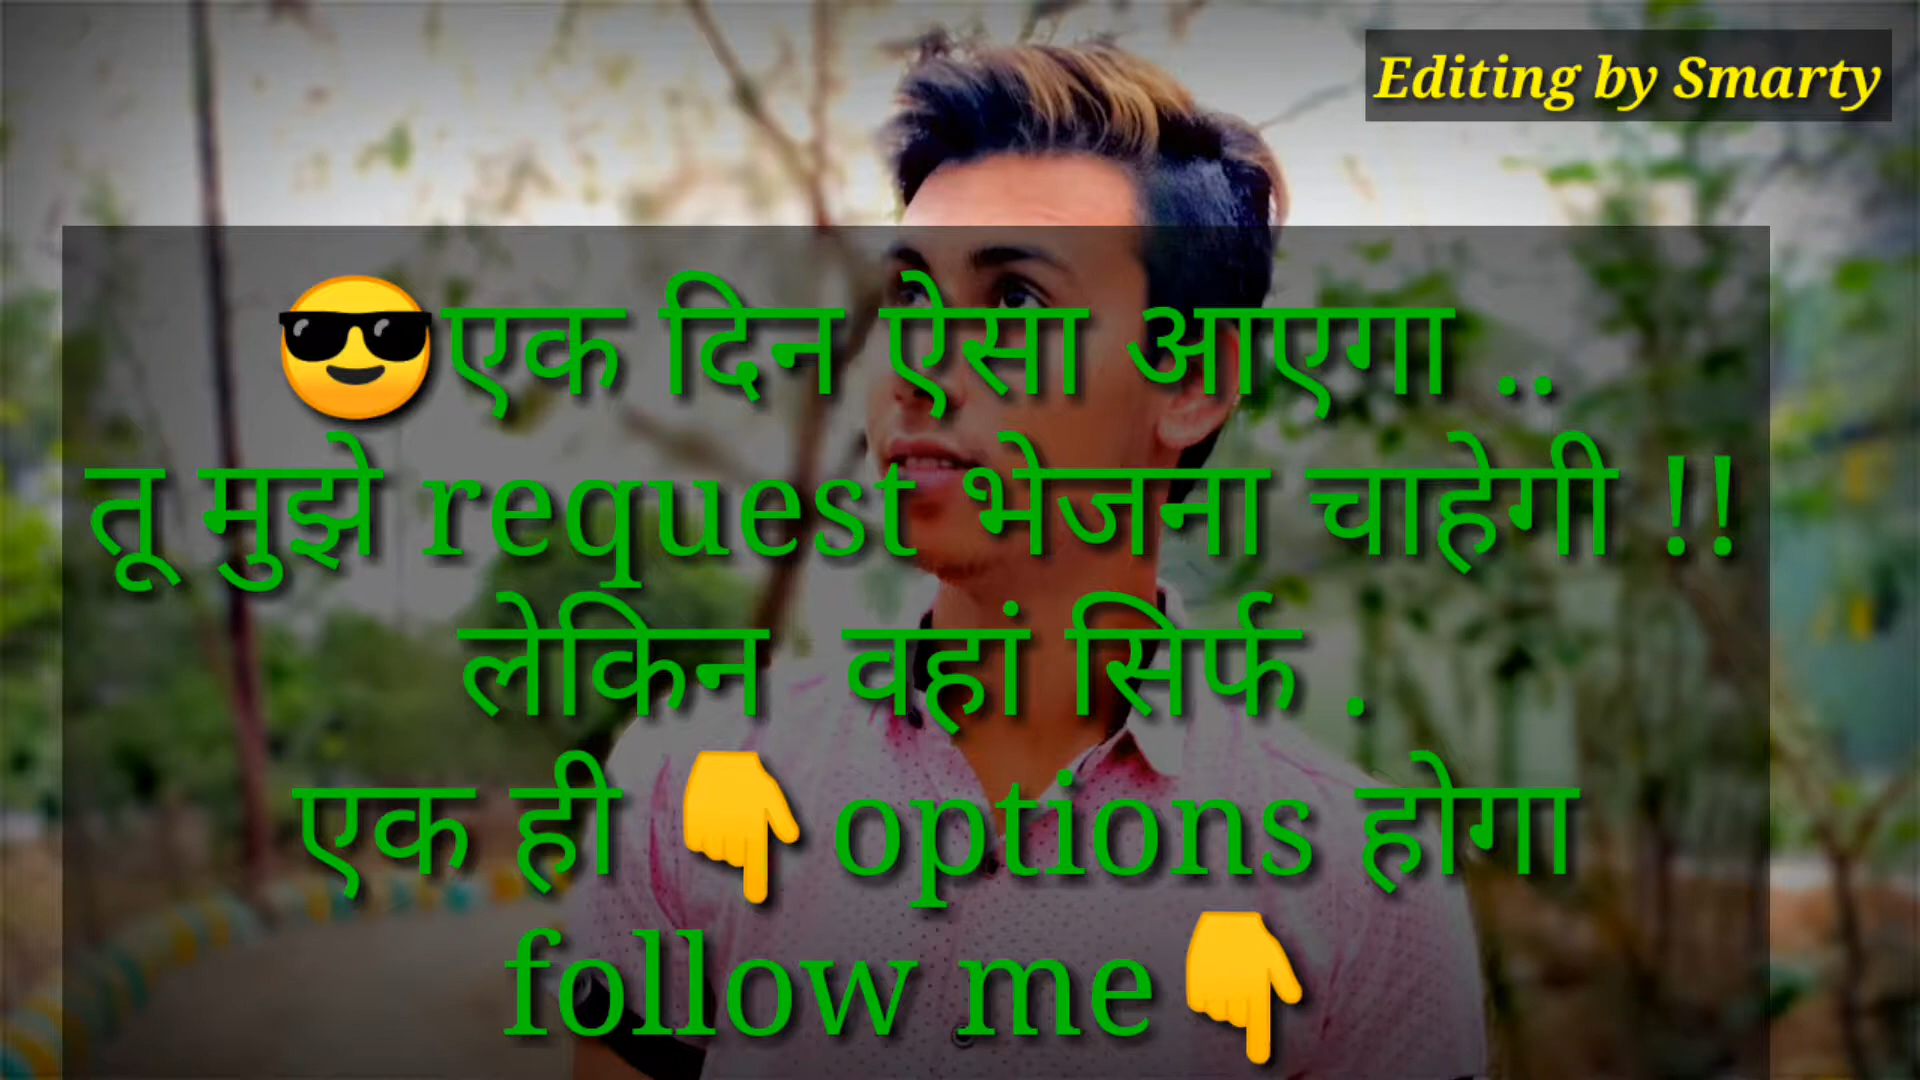 Editing by Smarty
😎एक दिन ऐसा आएगा ..
तू मुझे request भेजना चाहेगी !!
लेकिन वहां सिर्फ .
एक ही 👇 options होगा
follow me👇